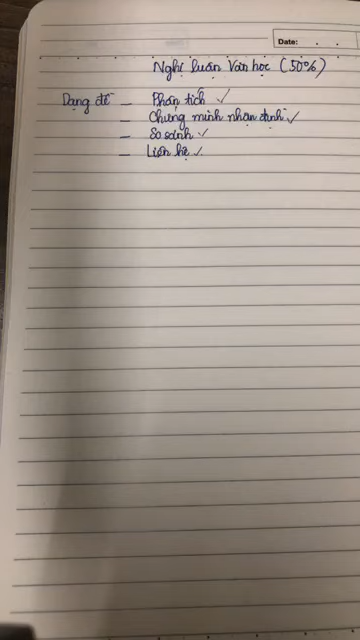 Date:
Nghị luận Văn học (50%)
Dạng đề – Phân tích ✓
– Chứng minh nhận định ✓
– So sánh ✓
– Liên hệ ✓